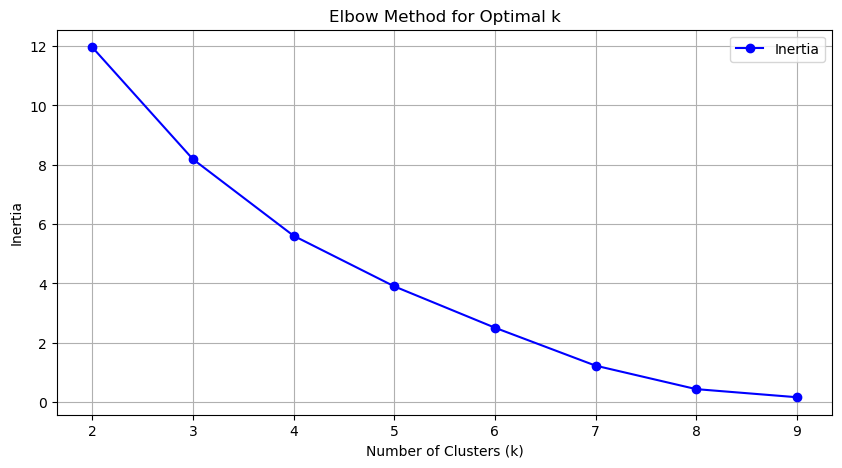 Elbow Method for Optimal k
Inertia
12
10
8
6
4
2
0
Inertia
2 3 4 5 6 7 8 9
Number of Clusters (k)